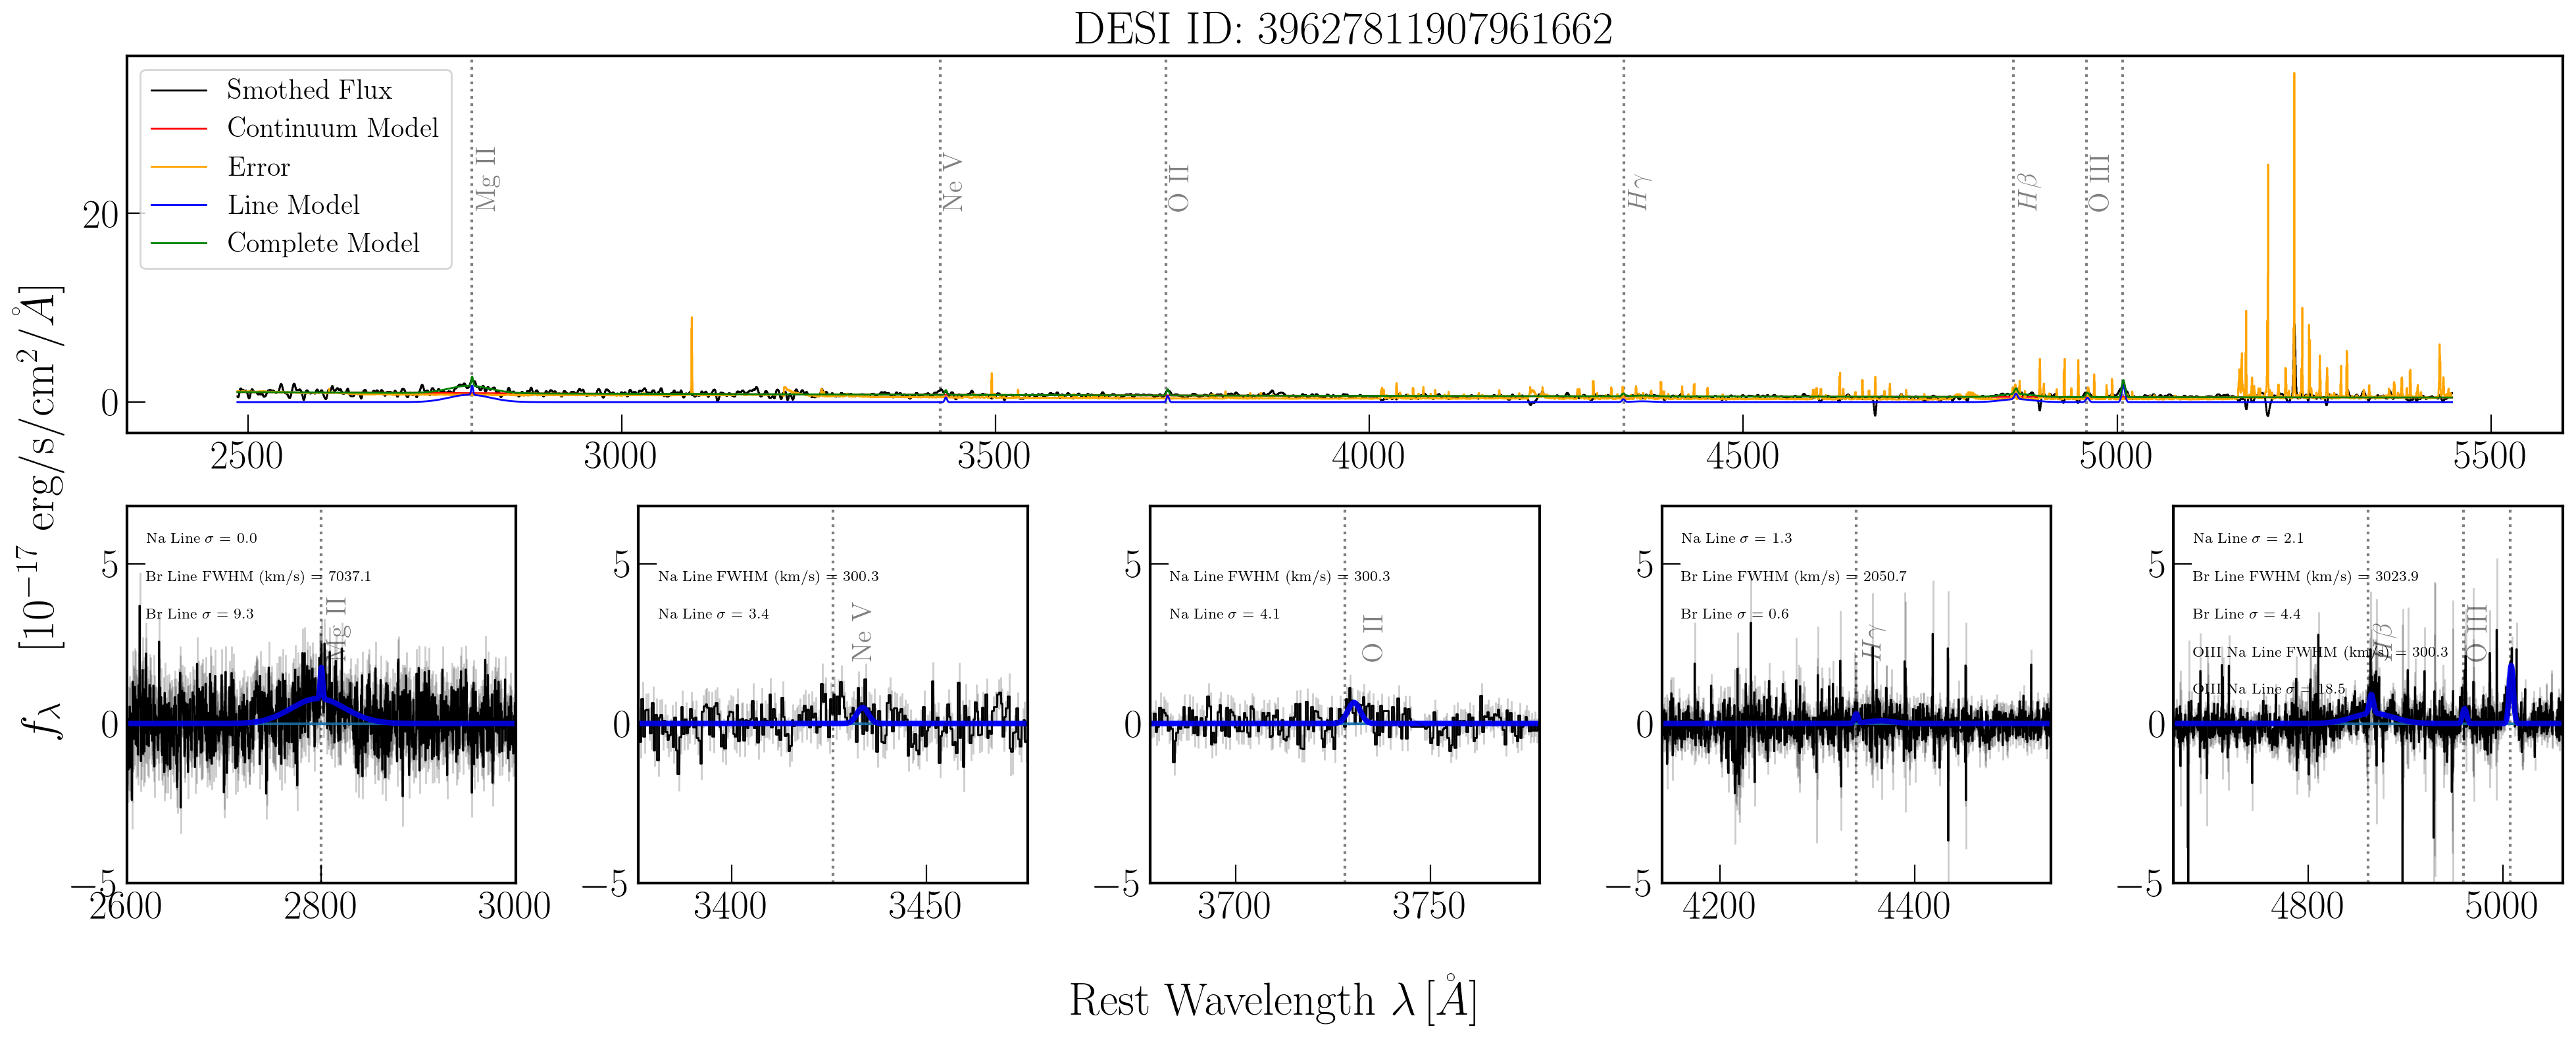 DESI ID: 39627811907961662
Smothed Flux
Continuum Model
Error
Line Model
Complete Model
Mg II
Ne V
O II
Hγ
Hβ
O III
20
0
2500
3000
3500
4000
4500
5000
5500
fλ [10−17 erg/s/cm2/Å]
Na Line σ = 0.0
Br Line FWHM (km/s) = 7037.1
Br Line σ = 9.3
Mg II
5
0
−5
2600
2800
3000
Na Line FWHM (km/s) = 300.3
Na Line σ = 3.4
Ne V
5
0
−5
3400
3450
Na Line FWHM (km/s) = 300.3
Na Line σ = 4.1
O II
5
0
−5
3700
3750
Na Line σ = 1.3
Br Line FWHM (km/s) = 2050.7
Br Line σ = 0.6
Hγ
5
0
−5
4200
4400
Na Line σ = 2.1
Br Line FWHM (km/s) = 3023.9
Br Line σ = 4.4
OIII Na Line FWHM (km/s) = 300.3
OIII Na Line σ = 18.5
Hβ
O III
5
0
−5
4800
5000
Rest Wavelength λ [Å]